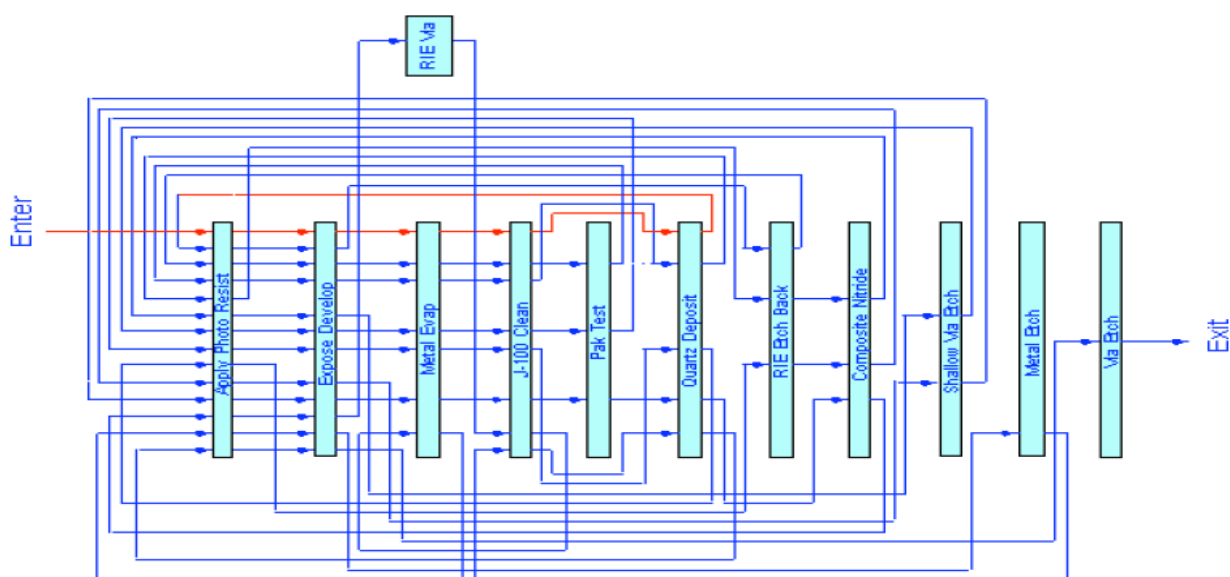 RIE Via
Enter
Apply Photo Resist
Expose Develop
Metal Evap
J-100 Clean
Pak Test
Quartz Deposit
RIE Etch Back
Composite Nitride
Shallow Via Etch
Metal Etch
Via Etch
Exit